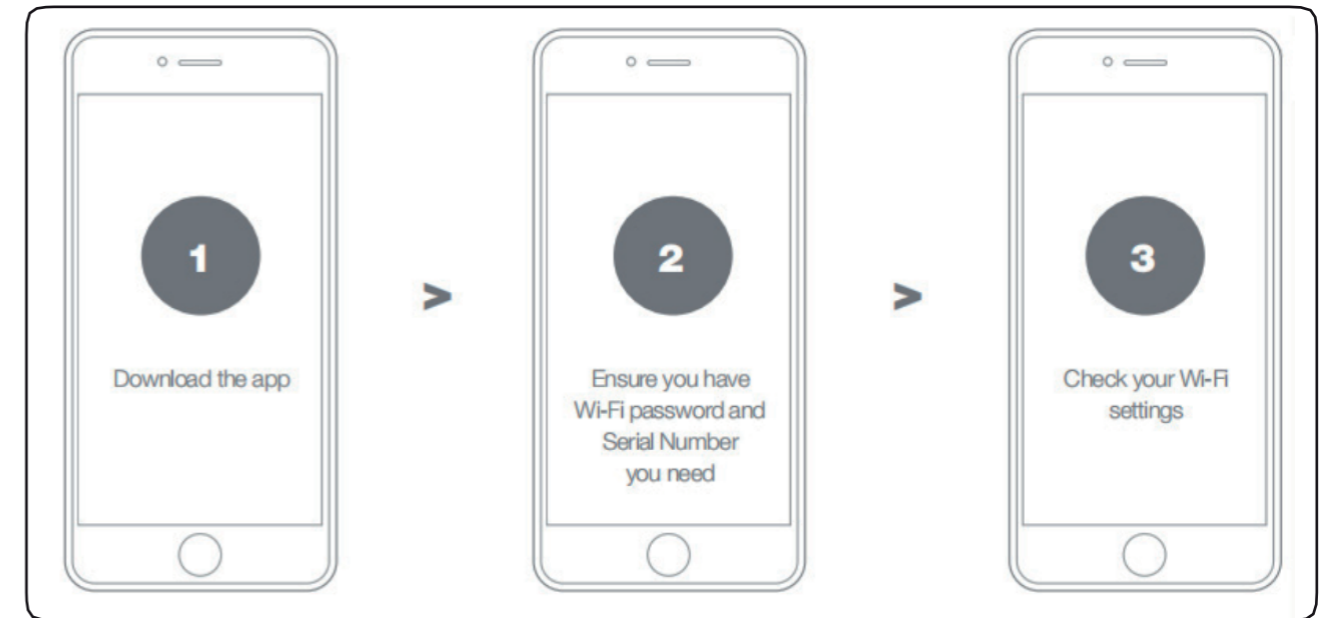 1
Download the app
>
2
Ensure you have
Wi-Fi password and
Serial Number
you need
>
3
Check your Wi-Fi
settings